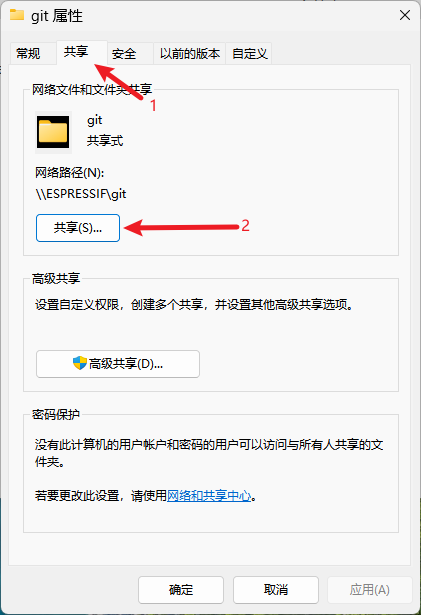 git 属性
常规
共享
安全
以前的版本
自定义
网络文件和文件夹共享
1
git
共享式
网络路径(N):
\\ESPRESSIF\git
共享(S)...
2
高级共享
设置自定义权限，创建多个共享，并设置其他高级共享选项。
高级共享(D)...
密码保护
没有此计算机的用户帐户和密码的用户可以访问与所有人共享的文
件夹。
若要更改此设置，请使用网络和共享中心。
确定
取消
应用(A)